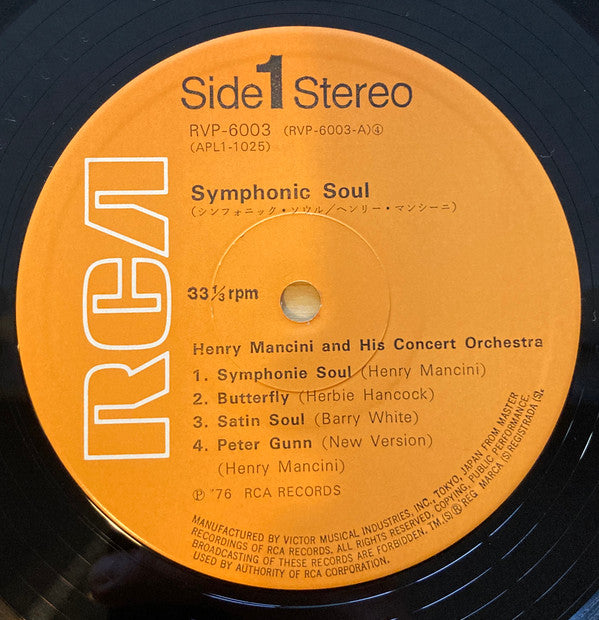 Side 1 Stereo
RVP-6003 (RVP-6003-A)④
(APL1-1025)
Symphonic Soul
(シンフォニック・ソウル/ヘンリー・マンシーニ)
RCA
33 1/3 rpm
Henry Mancini and His Concert Orchestra
1. Symphonie Soul (Henry Mancini)
2. Butterfly (Herbie Hancock)
3. Satin Soul (Barry White)
4. Peter Gunn (New Version)
(Henry Mancini)
Ⓟ '76 RCA RECORDS
MANUFACTURED BY VICTOR MUSICAL INDUSTRIES, INC., TOKYO, JAPAN FROM MASTER
RECORDINGS OF RCA RECORDS. ALL RIGHTS RESERVED, COPYING, PUBLIC PERFORMANCE,
BROADCASTING OF THESE RECORDS ARE FORBIDDEN. TM.(S) ® REG MARCA (S) REGISTRADA (S).
USED BY AUTHORITY OF RCA CORPORATION.